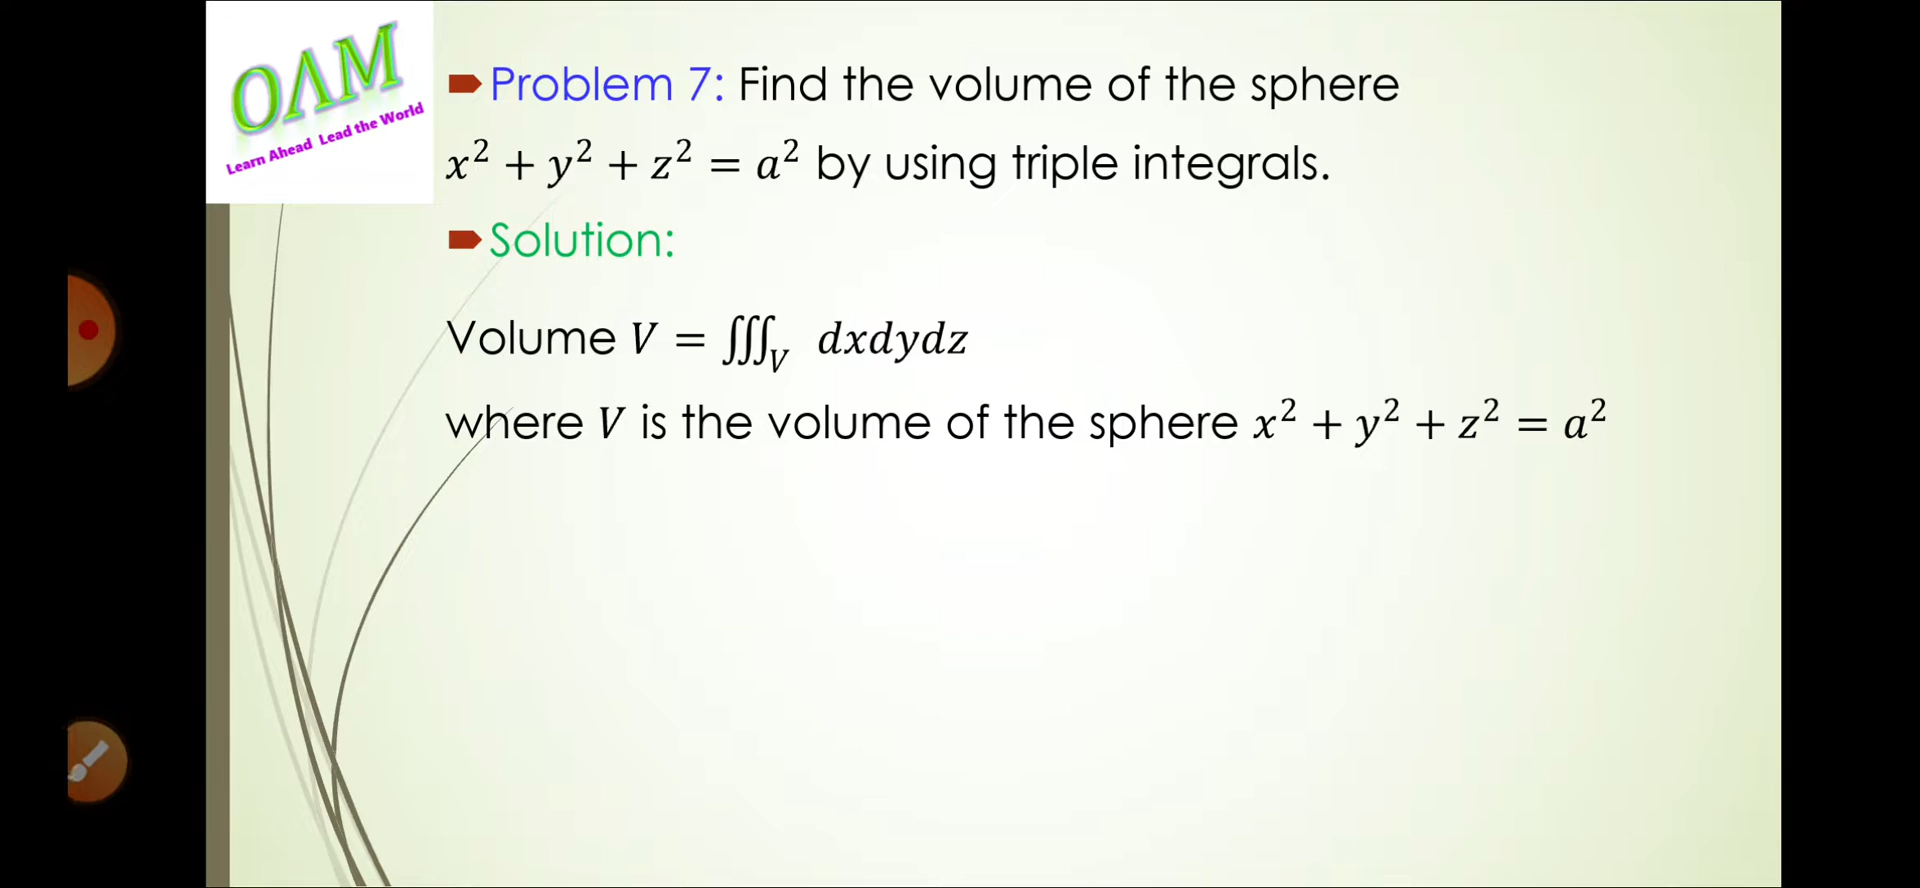 OΛM
Learn Ahead Lead the World
Problem 7: Find the volume of the sphere
x² + y² + z² = a² by using triple integrals.
Solution:
Volume V = ∭_V dxdydz
where V is the volume of the sphere x² + y² + z² = a²